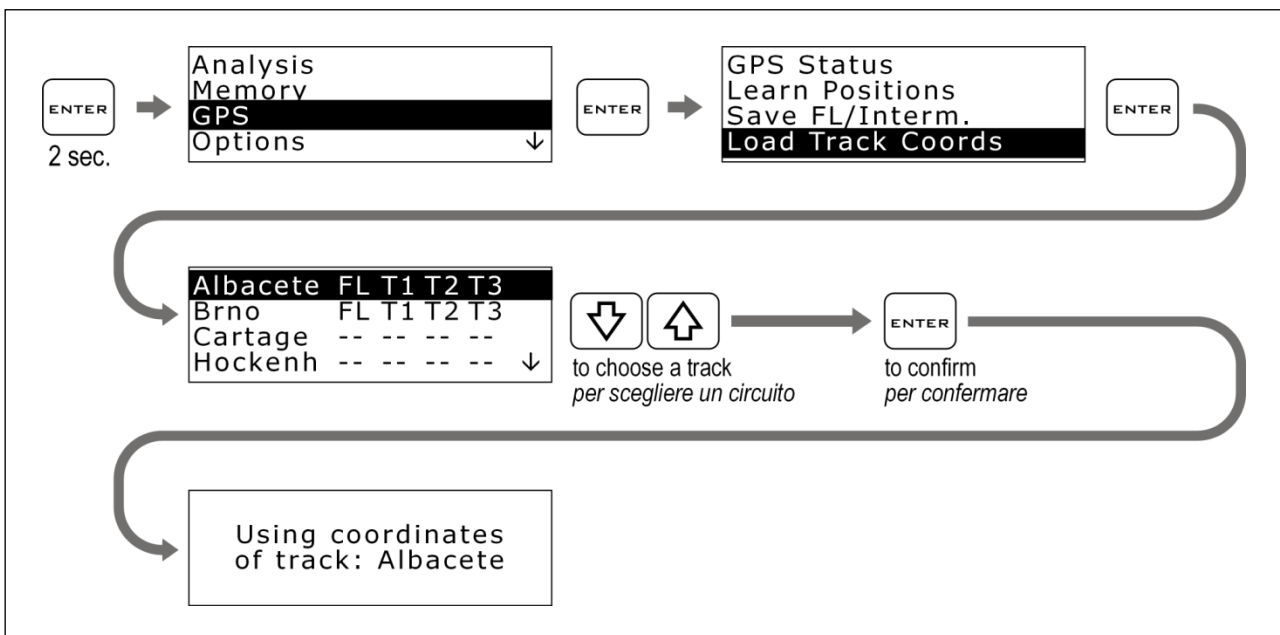 ENTER
2 sec.
Analysis
Memory
GPS
Options ↓
ENTER
GPS Status
Learn Positions
Save FL/Interm.
Load Track Coords
ENTER
Albacete FL T1 T2 T3
Brno FL T1 T2 T3
Cartage -- -- -- --
Hockenh -- -- -- -- ↓
to choose a track
per scegliere un circuito
ENTER
to confirm
per confermare
Using coordinates
of track: Albacete